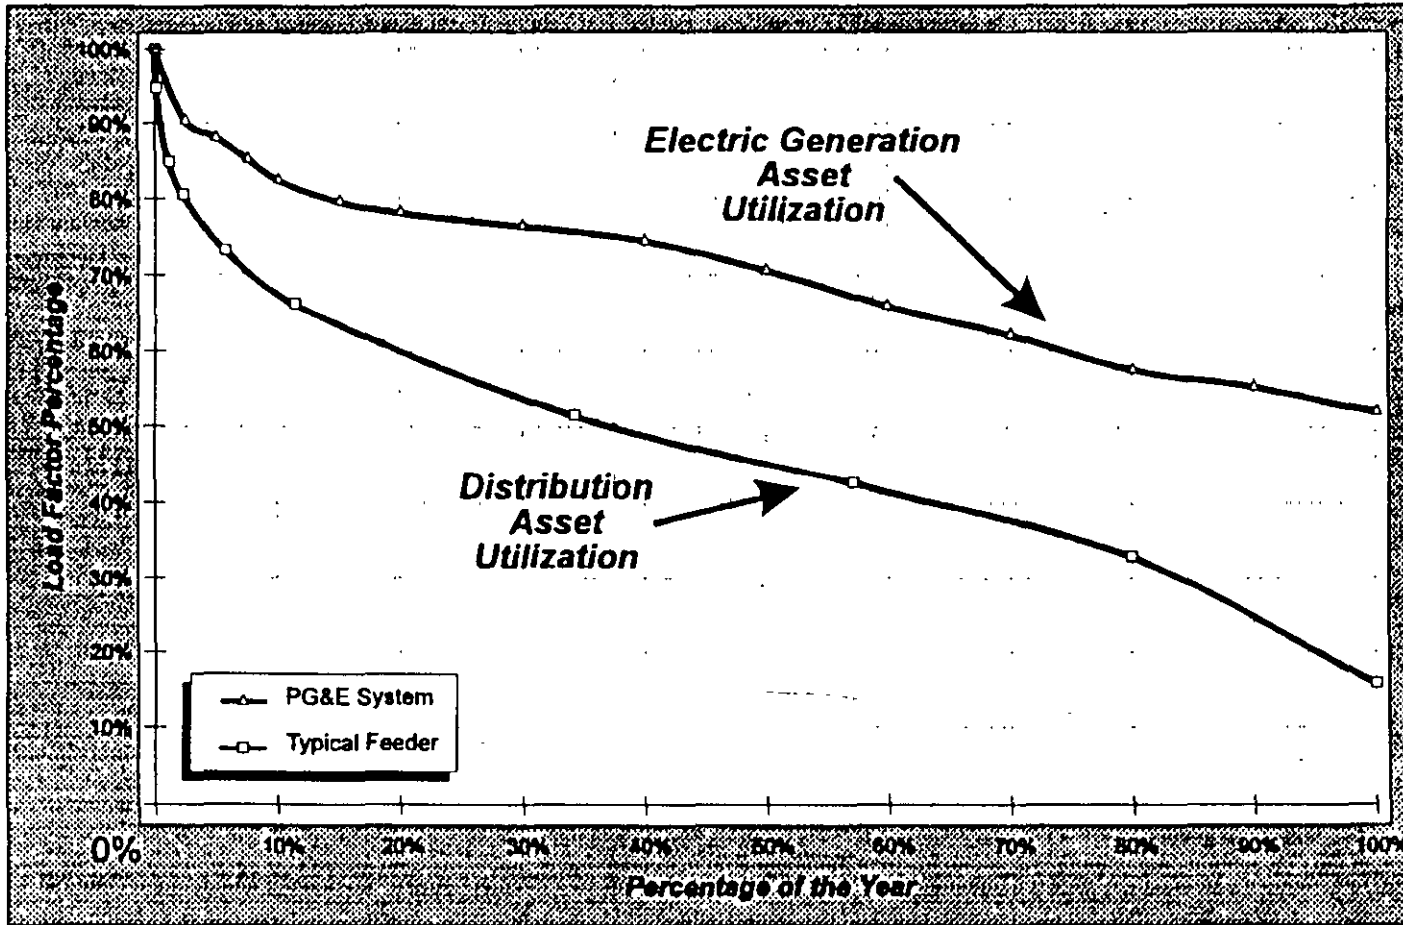 100%
90%
80%
70%
60%
50%
40%
30%
20%
10%
0%
Load Factor Percentage
Electric Generation
Asset
Utilization
Distribution
Asset
Utilization
PG&E System
Typical Feeder
10%
20%
30%
40%
50%
60%
70%
80%
90%
100%
Percentage of the Year